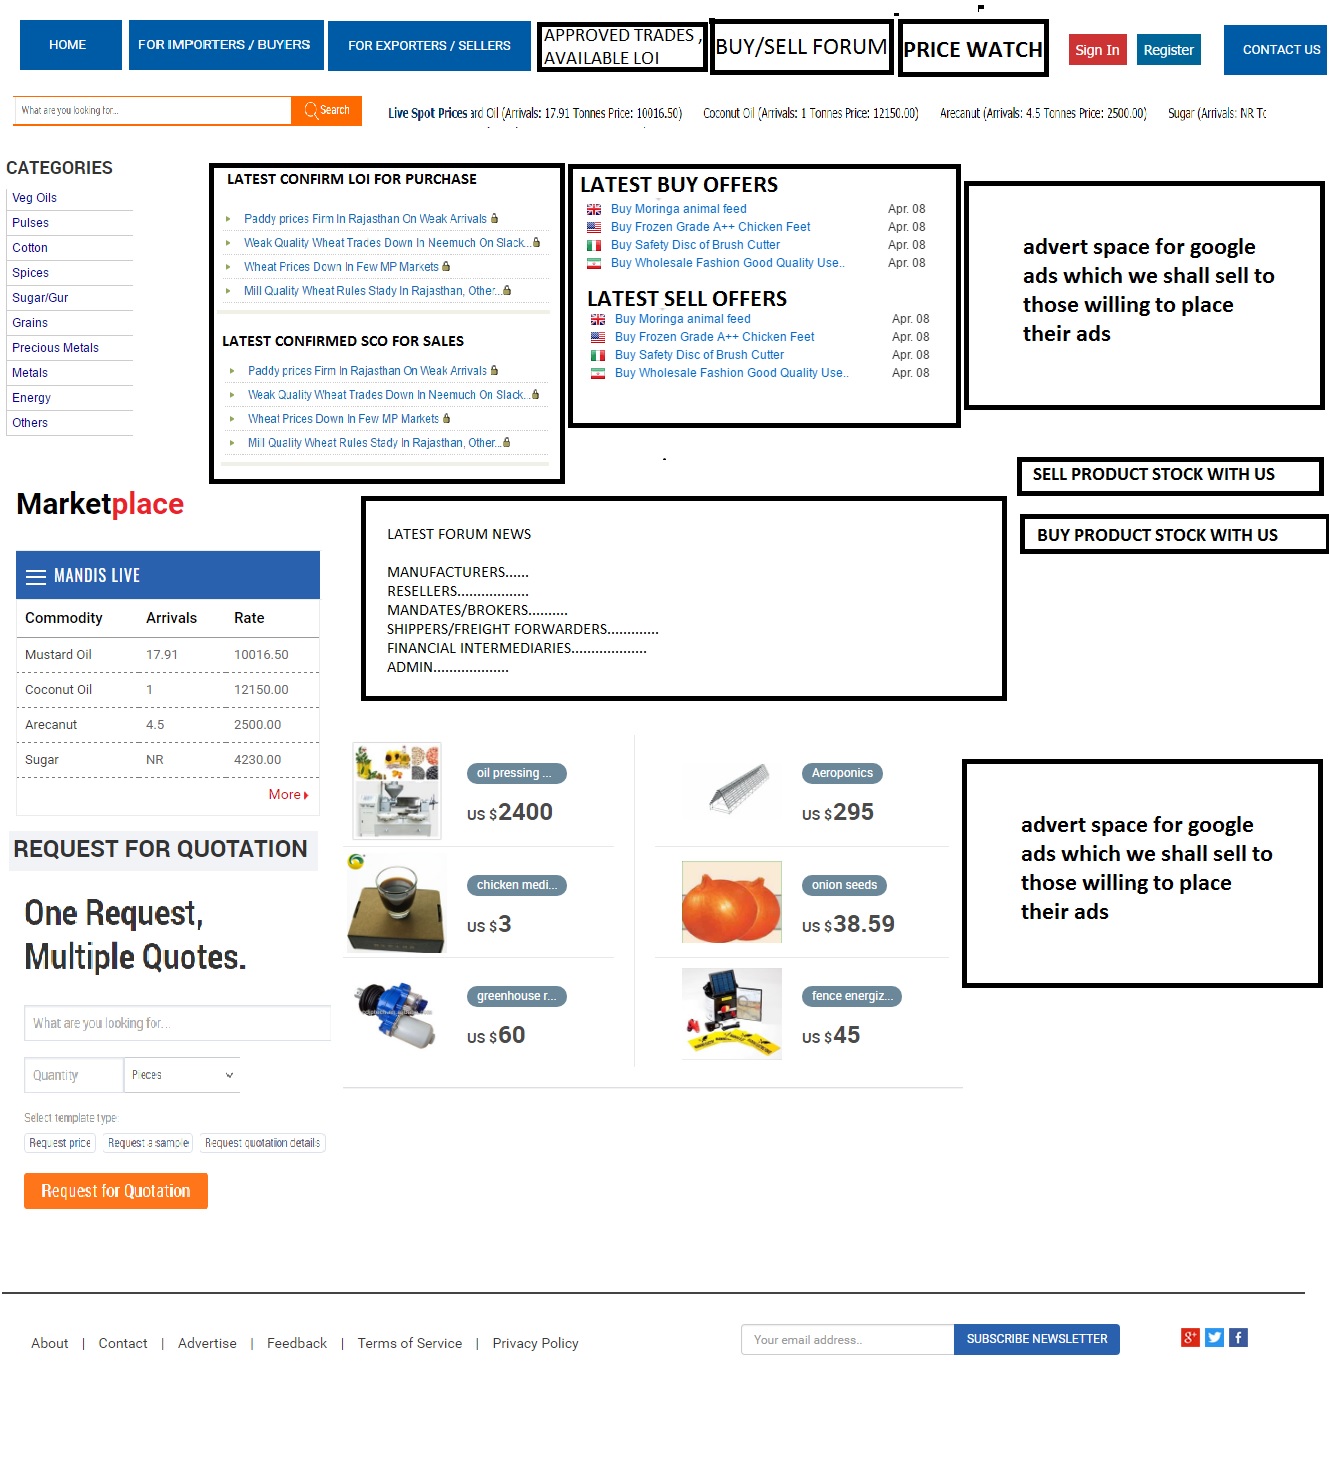 HOME
FOR IMPORTERS / BUYERS
FOR EXPORTERS / SELLERS
APPROVED TRADES ,
AVAILABLE LOI
BUY/SELL FORUM
PRICE WATCH
Sign In
Register
CONTACT US
What are you looking for...
Search
Live Spot Prices ard Oil (Arrivals: 17.91 Tonnes Price: 10016.50) Coconut Oil (Arrivals: 1 Tonnes Price: 12150.00) Arecanut (Arrivals: 4.5 Tonnes Price: 2500.00) Sugar (Arrivals: NR Tc
CATEGORIES
Veg Oils
Pulses
Cotton
Spices
Sugar/Gur
Grains
Precious Metals
Metals
Energy
Others
LATEST CONFIRM LOI FOR PURCHASE
Paddy prices Firm In Rajasthan On Weak Arrivals
Weak Quality Wheat Trades Down In Neemuch On Slack...
Wheat Prices Down In Few MP Markets
Mill Quality Wheat Rules Stady In Rajasthan, Other...
LATEST CONFIRMED SCO FOR SALES
Paddy prices Firm In Rajasthan On Weak Arrivals
Weak Quality Wheat Trades Down In Neemuch On Slack...
Wheat Prices Down In Few MP Markets
Mill Quality Wheat Rules Stady In Rajasthan, Other...
LATEST BUY OFFERS
Buy Moringa animal feed Apr. 08
Buy Frozen Grade A++ Chicken Feet Apr. 08
Buy Safety Disc of Brush Cutter Apr. 08
Buy Wholesale Fashion Good Quality Use.. Apr. 08
LATEST SELL OFFERS
Buy Moringa animal feed Apr. 08
Buy Frozen Grade A++ Chicken Feet Apr. 08
Buy Safety Disc of Brush Cutter Apr. 08
Buy Wholesale Fashion Good Quality Use.. Apr. 08
advert space for google
ads which we shall sell to
those willing to place
their ads
SELL PRODUCT STOCK WITH US
BUY PRODUCT STOCK WITH US
Marketplace
MANDIS LIVE
Commodity Arrivals Rate
Mustard Oil 17.91 10016.50
Coconut Oil 1 12150.00
Arecanut 4.5 2500.00
Sugar NR 4230.00
More
LATEST FORUM NEWS
MANUFACTURERS......
RESELLERS..................
MANDATES/BROKERS..........
SHIPPERS/FREIGHT FORWARDERS.............
FINANCIAL INTERMEDIARIES...................
ADMIN...................
oil pressing ...
US $2400
Aeroponics
US $295
chicken medi...
US $3
onion seeds
US $38.59
greenhouse r...
US $60
fence energiz...
US $45
advert space for google
ads which we shall sell to
those willing to place
their ads
REQUEST FOR QUOTATION
One Request,
Multiple Quotes.
What are you looking for...
Quantity
Pieces
Select template type:
Request price
Request a sample
Request quotation details
Request for Quotation
About | Contact | Advertise | Feedback | Terms of Service | Privacy Policy
Your email address..
SUBSCRIBE NEWSLETTER